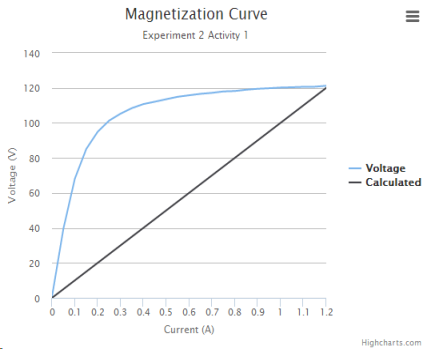 Magnetization Curve
Experiment 2 Activity 1
Voltage (V)
140
120
100
80
60
40
20
0
0 0.1 0.2 0.3 0.4 0.5 0.6 0.7 0.8 0.9 1 1.1 1.2
Current (A)
Voltage
Calculated
Highcharts.com